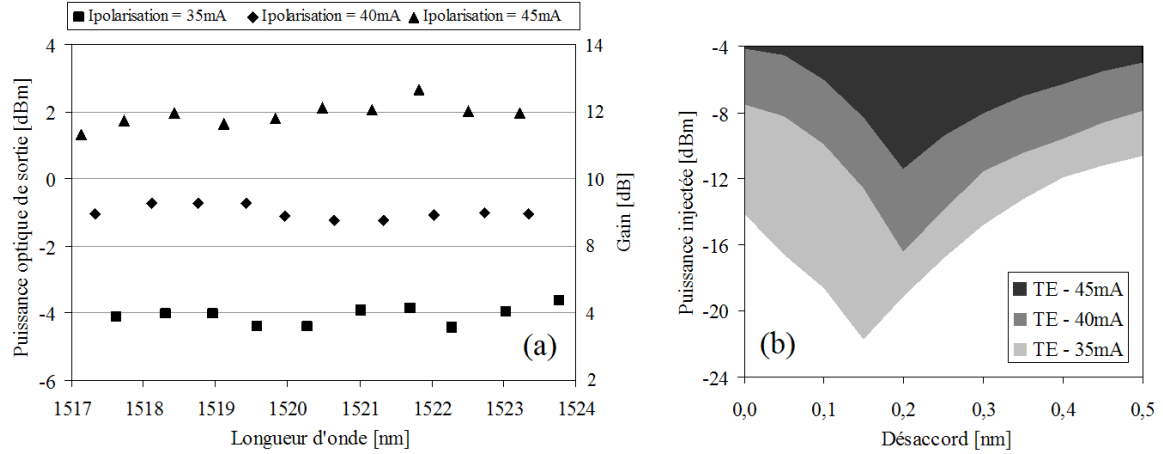 Ipolarisation = 35mA Ipolarisation = 40mA Ipolarisation = 45mA
Puissance optique de sortie [dBm]
4
2
0
-2
-4
-6
14
12
10
8
4
2
Gain [dB]
(a)
1517 1518 1519 1520 1521 1522 1523 1524
Longueur d'onde [nm]
Puissance injectée [dBm]
-4
-8
-12
-16
-21
-24
TE - 45mA
TE - 40mA
TE - 35mA
(b)
0,0 0,1 0,2 0,3 0,4 0,5
Désaccord [nm]